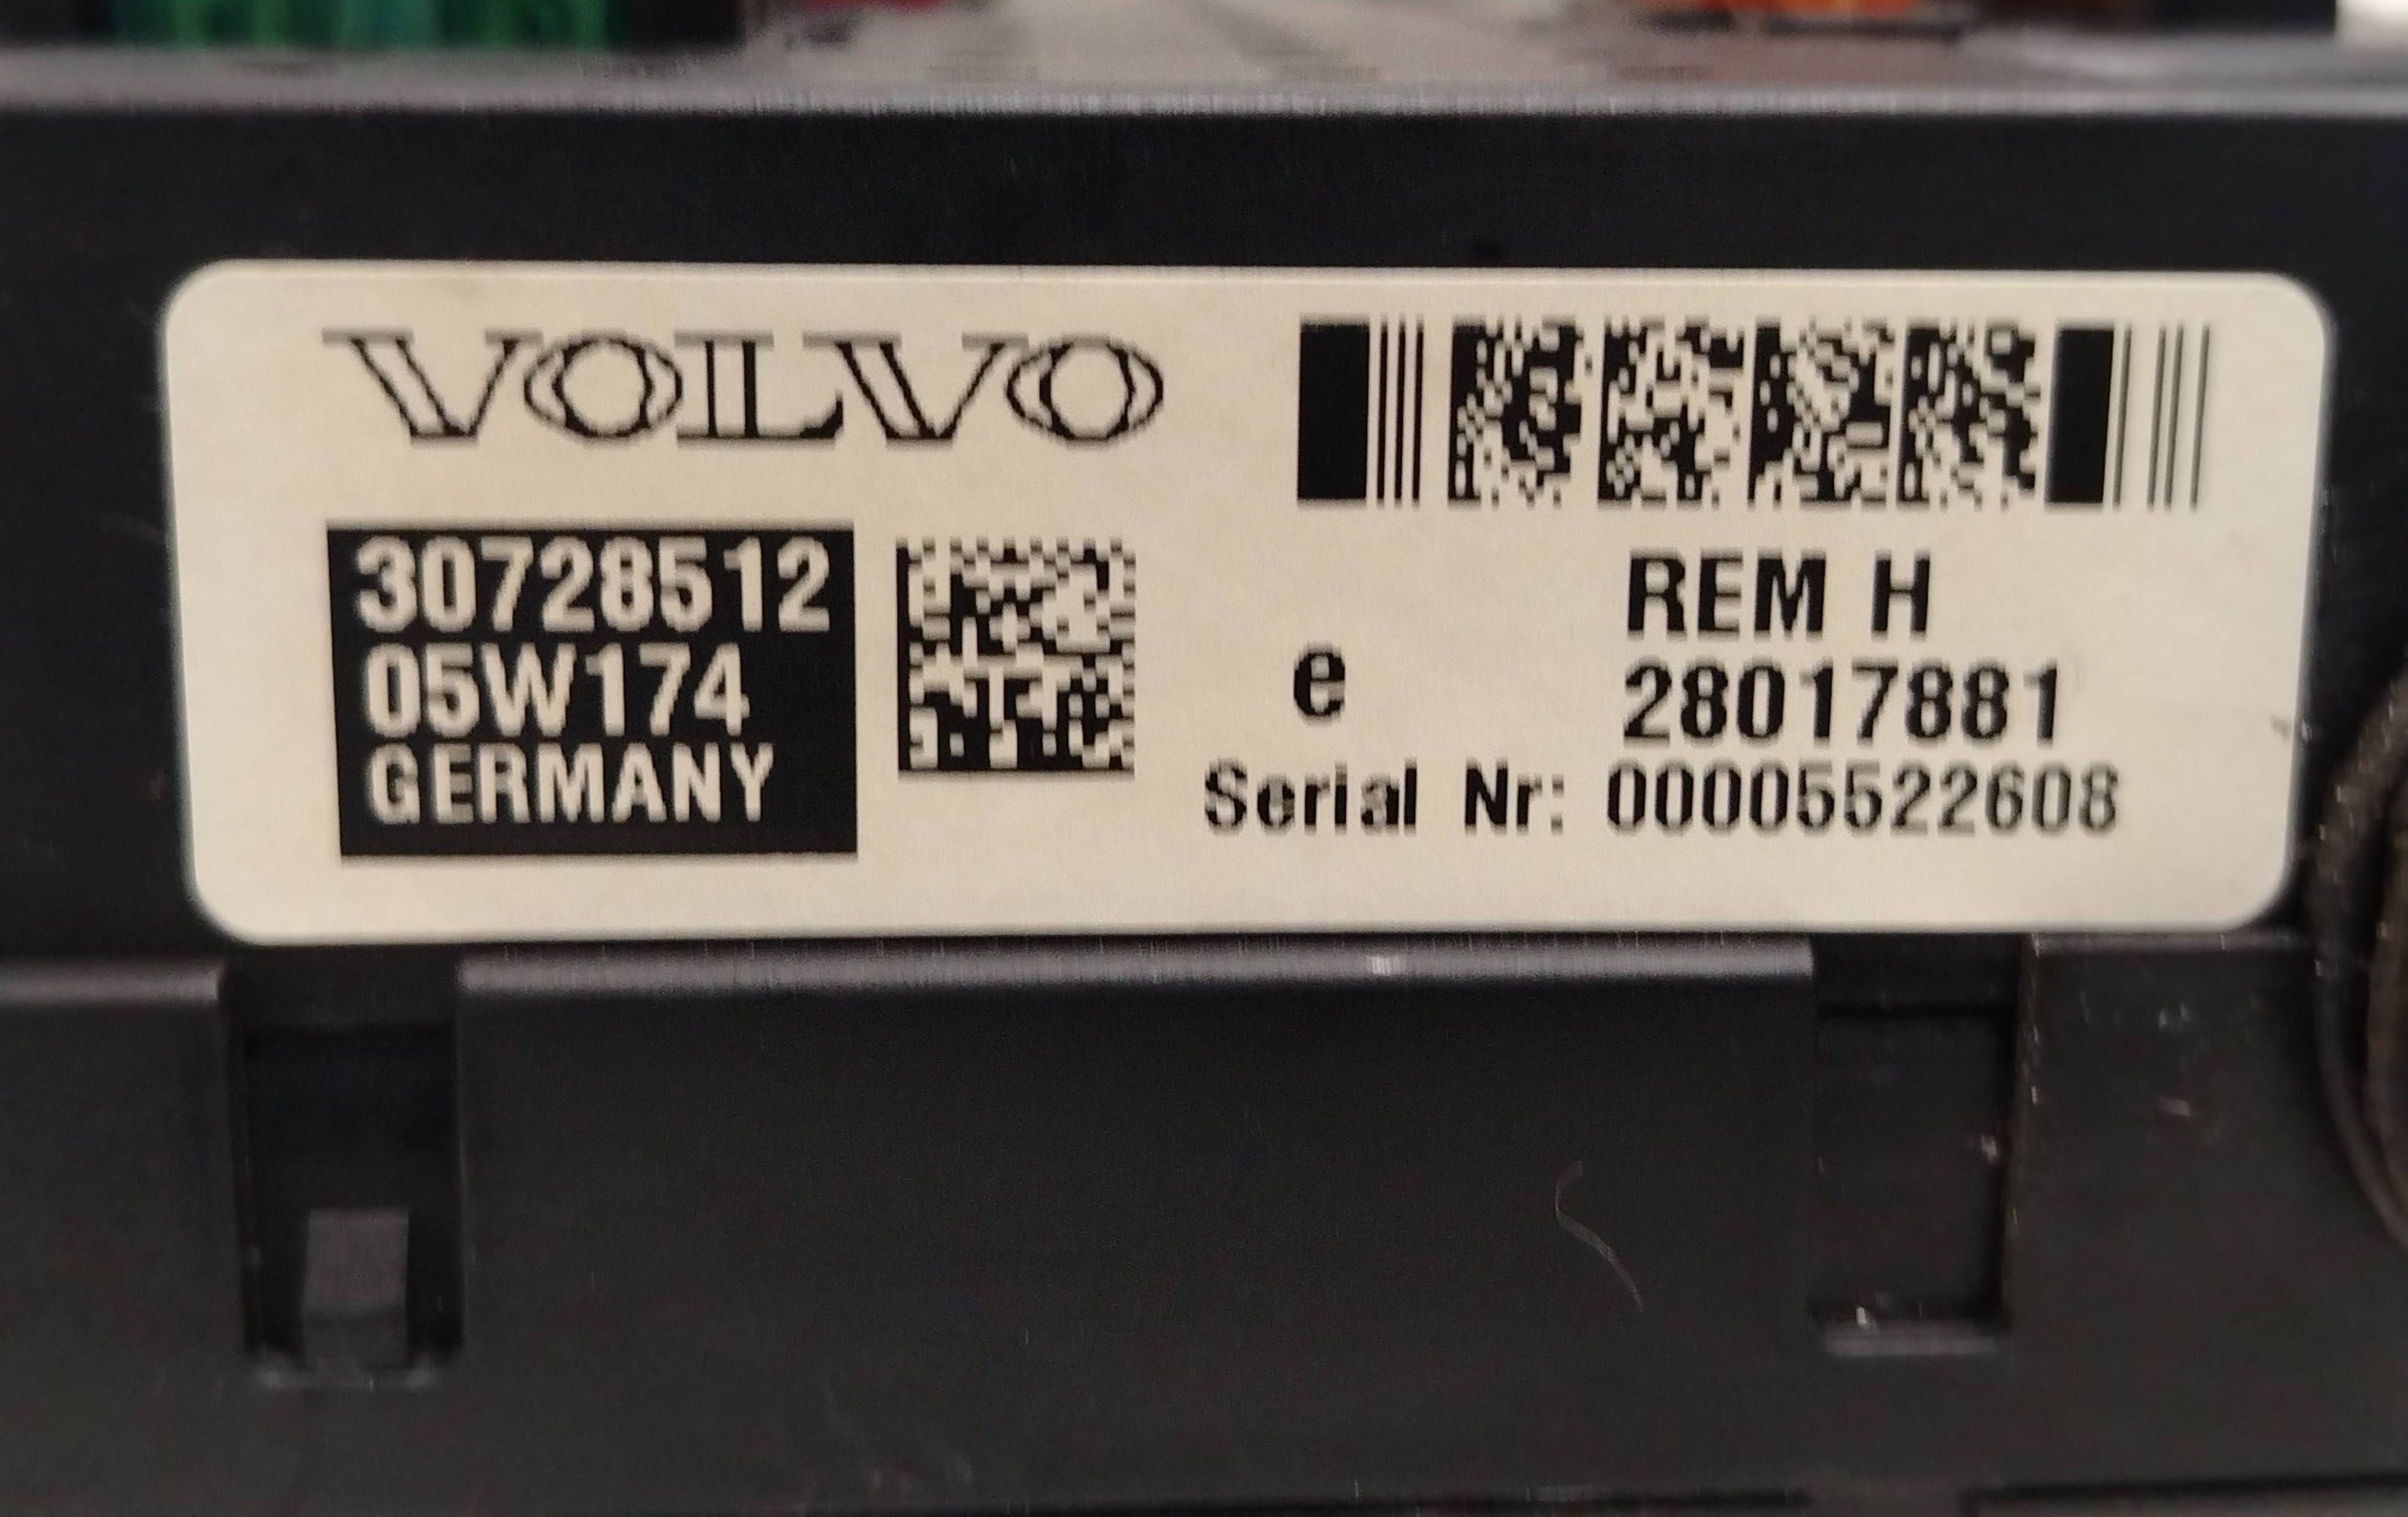 VOLVO
30728512
05W174
GERMANY
e
REM H
28017881
Serial Nr: 00005522608